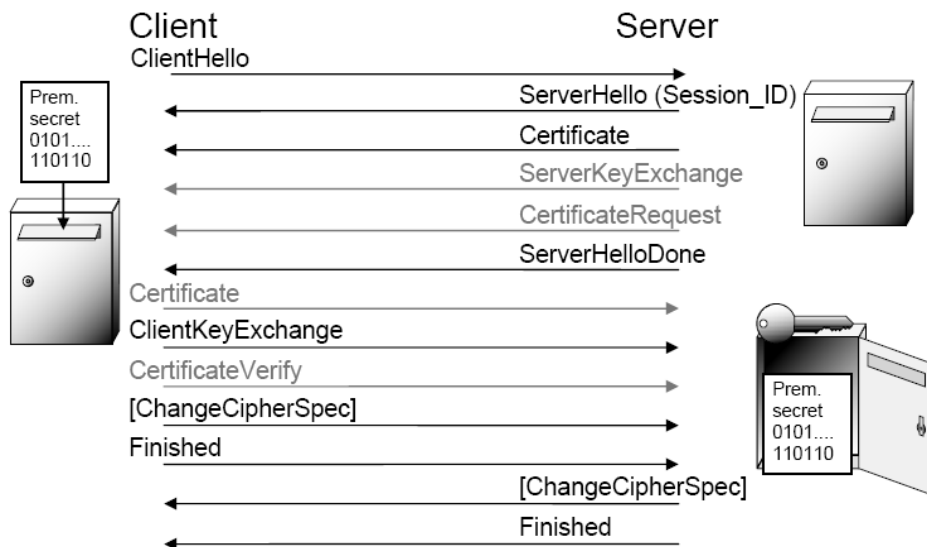 Client
Server
ClientHello
Prem.
secret
0101....
110110
ServerHello (Session_ID)
Certificate
ServerKeyExchange
CertificateRequest
ServerHelloDone
Certificate
ClientKeyExchange
CertificateVerify
[ChangeCipherSpec]
Finished
Prem.
secret
0101....
110110
[ChangeCipherSpec]
Finished